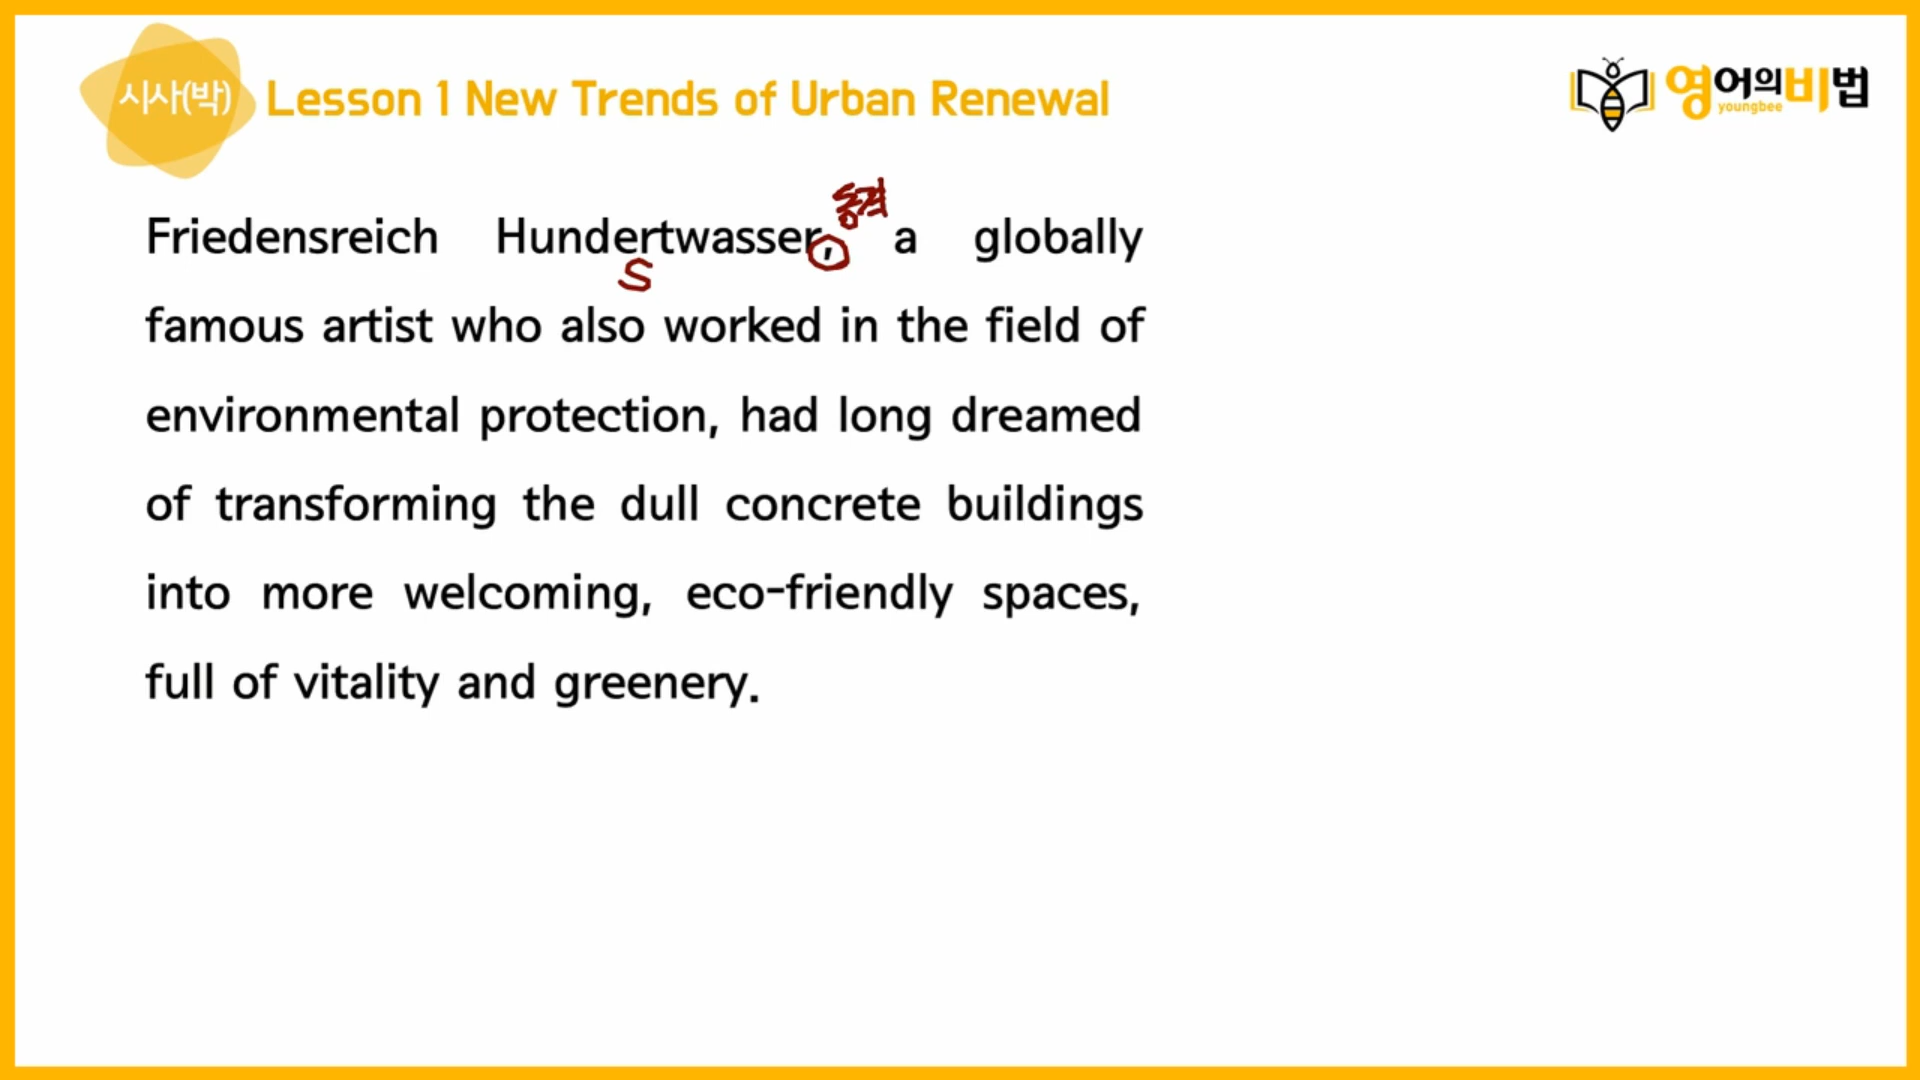 시사(박)
Lesson 1 New Trends of Urban Renewal
영어의비법
youngbee
동격
Friedensreich Hundertwasser, a globally
S
famous artist who also worked in the field of
environmental protection, had long dreamed
of transforming the dull concrete buildings
into more welcoming, eco-friendly spaces,
full of vitality and greenery.